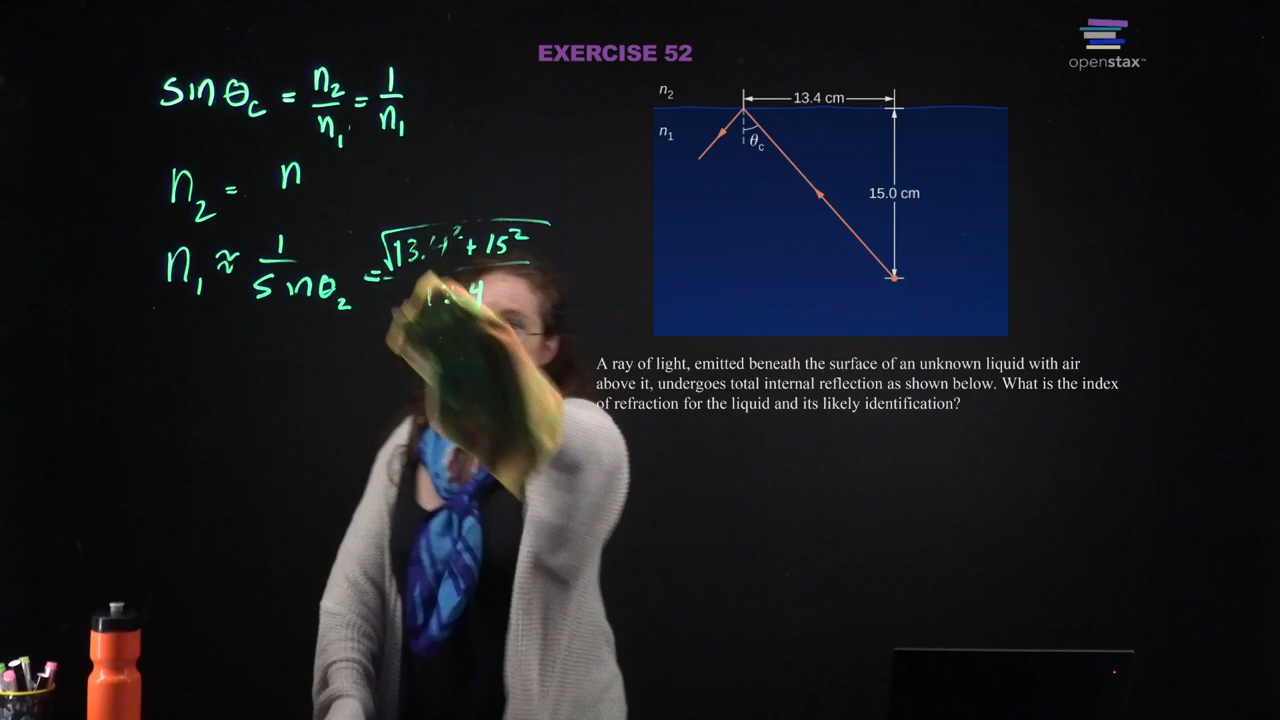 EXERCISE 52
openstax™
sin θc = n2/n1 = 1/n1
n2 = n
n1 ≈ 1/sinθ2 = √13.4²+15²
n2
13.4 cm
n1
θc
15.0 cm
A ray of light, emitted beneath the surface of an unknown liquid with air
above it, undergoes total internal reflection as shown below. What is the index
of refraction for the liquid and its likely identification?